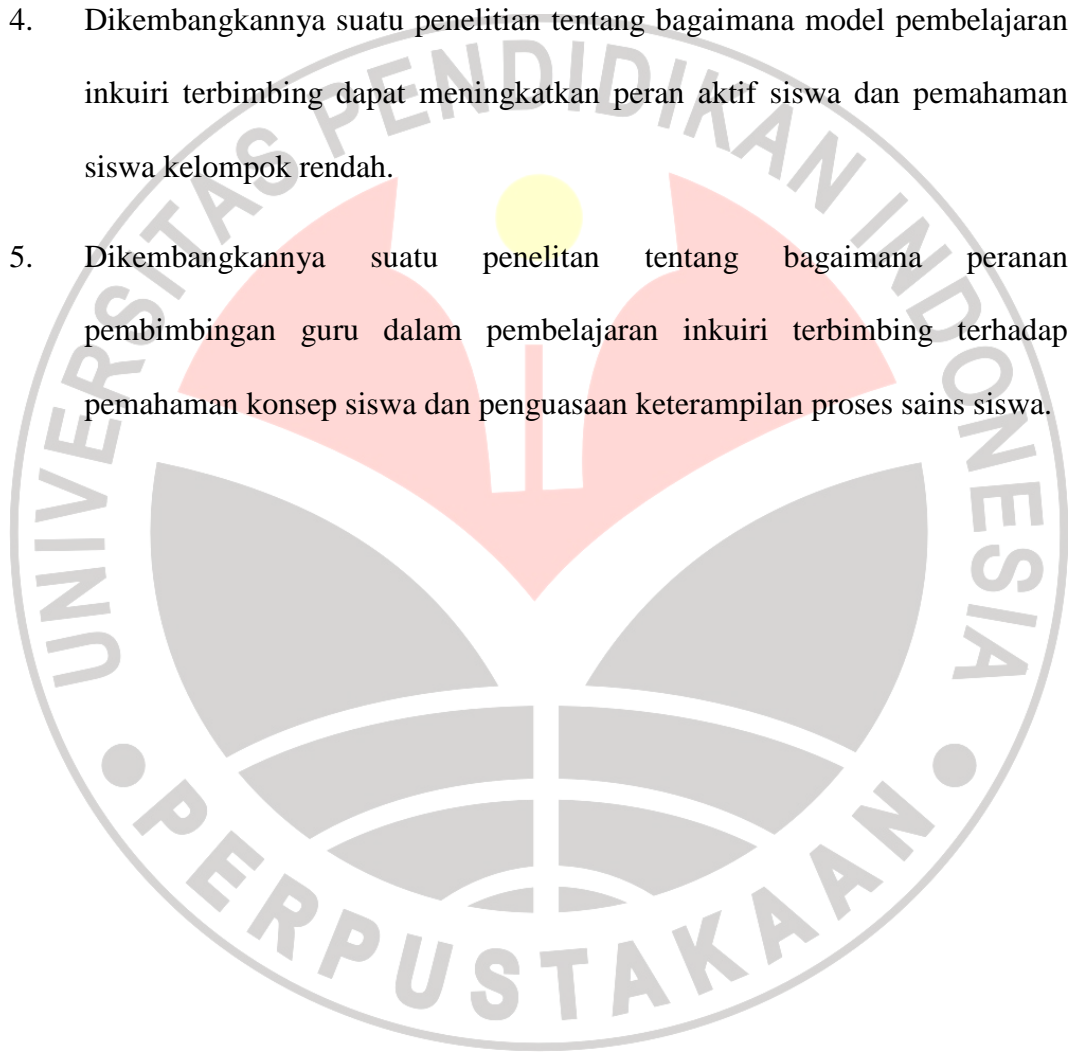 4. Dikembangkannya suatu penelitian tentang bagaimana model pembelajaran
inkuiri terbimbing dapat meningkatkan peran aktif siswa dan pemahaman
siswa kelompok rendah.
5. Dikembangkannya suatu penelitan tentang bagaimana peranan
pembimbingan guru dalam pembelajaran inkuiri terbimbing terhadap
pemahaman konsep siswa dan penguasaan keterampilan proses sains siswa.
UNIVERSITAS PENDIDIKAN INDONESIA
PERPUSTAKAAN